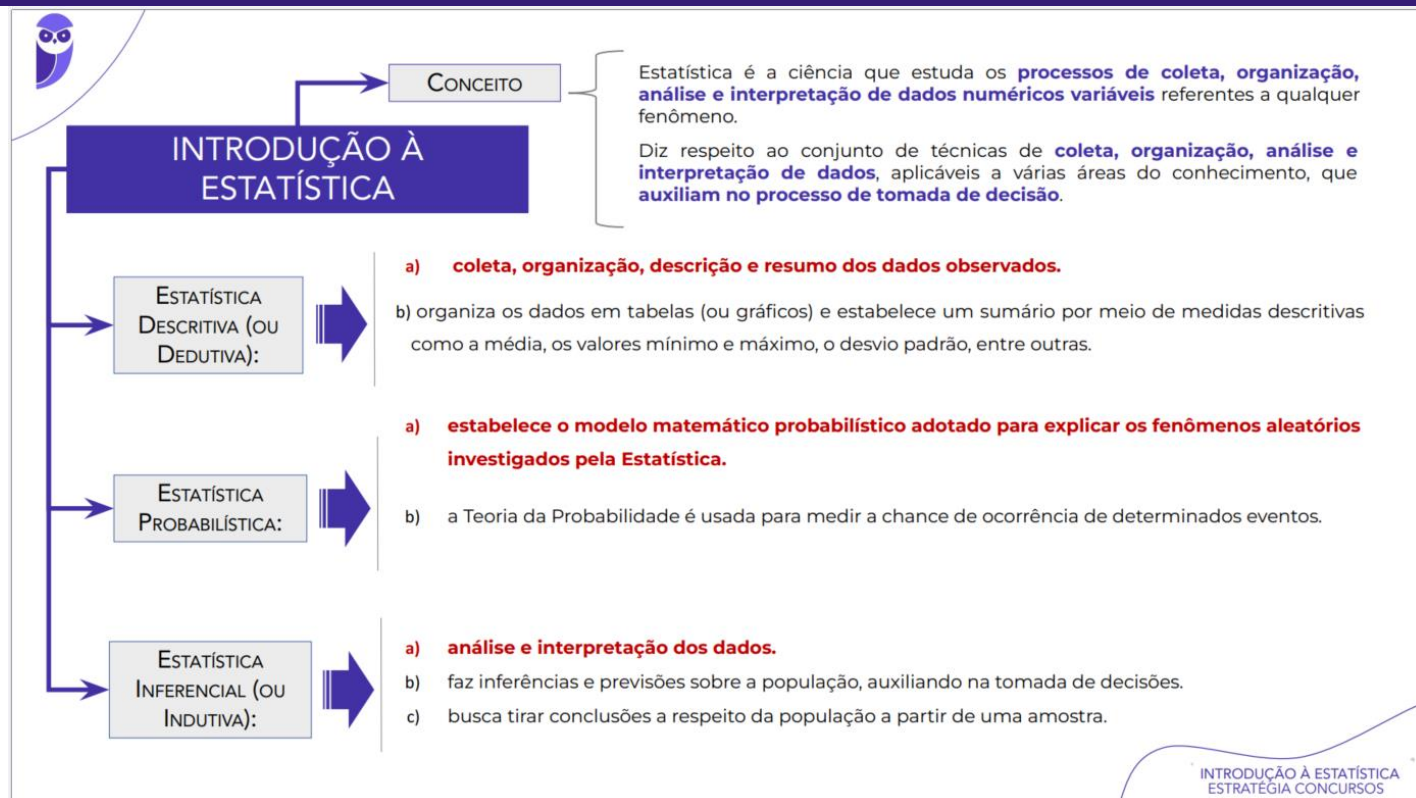 CONCEITO
Estatística é a ciência que estuda os processos de coleta, organização,
análise e interpretação de dados numéricos variáveis referentes a qualquer
fenômeno.
Diz respeito ao conjunto de técnicas de coleta, organização, análise e
interpretação de dados, aplicáveis a várias áreas do conhecimento, que
auxiliam no processo de tomada de decisão.
INTRODUÇÃO À
ESTATÍSTICA
ESTATÍSTICA
DESCRITIVA (OU
DEDUTIVA):
a) coleta, organização, descrição e resumo dos dados observados.
b) organiza os dados em tabelas (ou gráficos) e estabelece um sumário por meio de medidas descritivas
como a média, os valores mínimo e máximo, o desvio padrão, entre outras.
ESTATÍSTICA
PROBABILÍSTICA:
a) estabelece o modelo matemático probabilístico adotado para explicar os fenômenos aleatórios
investigados pela Estatística.
b) a Teoria da Probabilidade é usada para medir a chance de ocorrência de determinados eventos.
ESTATÍSTICA
INFERENCIAL (OU
INDUTIVA):
a) análise e interpretação dos dados.
b) faz inferências e previsões sobre a população, auxiliando na tomada de decisões.
c) busca tirar conclusões a respeito da população a partir de uma amostra.
INTRODUÇÃO À ESTATÍSTICA
ESTRATÉGIA CONCURSOS